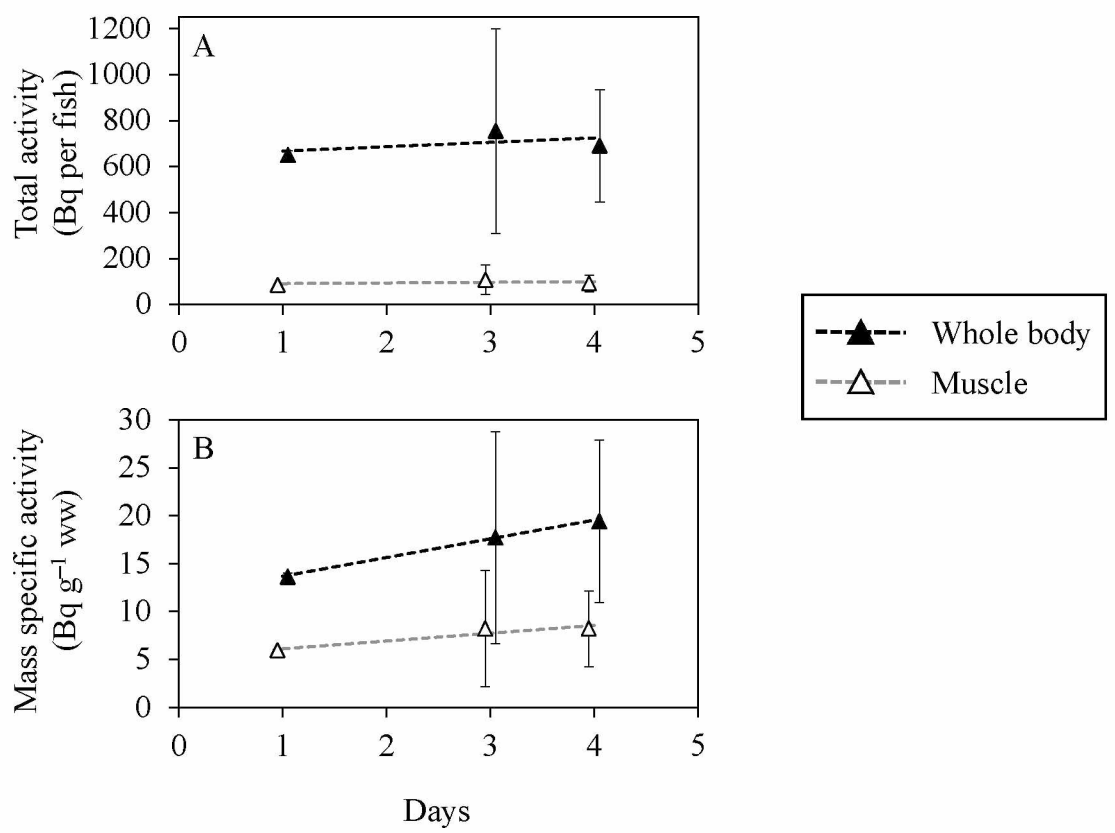 A
Total activity
(Bq per fish)
1200
1000
800
600
400
200
0
0 1 2 3 4 5
Whole body
Muscle
B
Mass specific activity
(Bq g⁻¹ ww)
30
25
20
15
10
5
0
0 1 2 3 4 5
Days